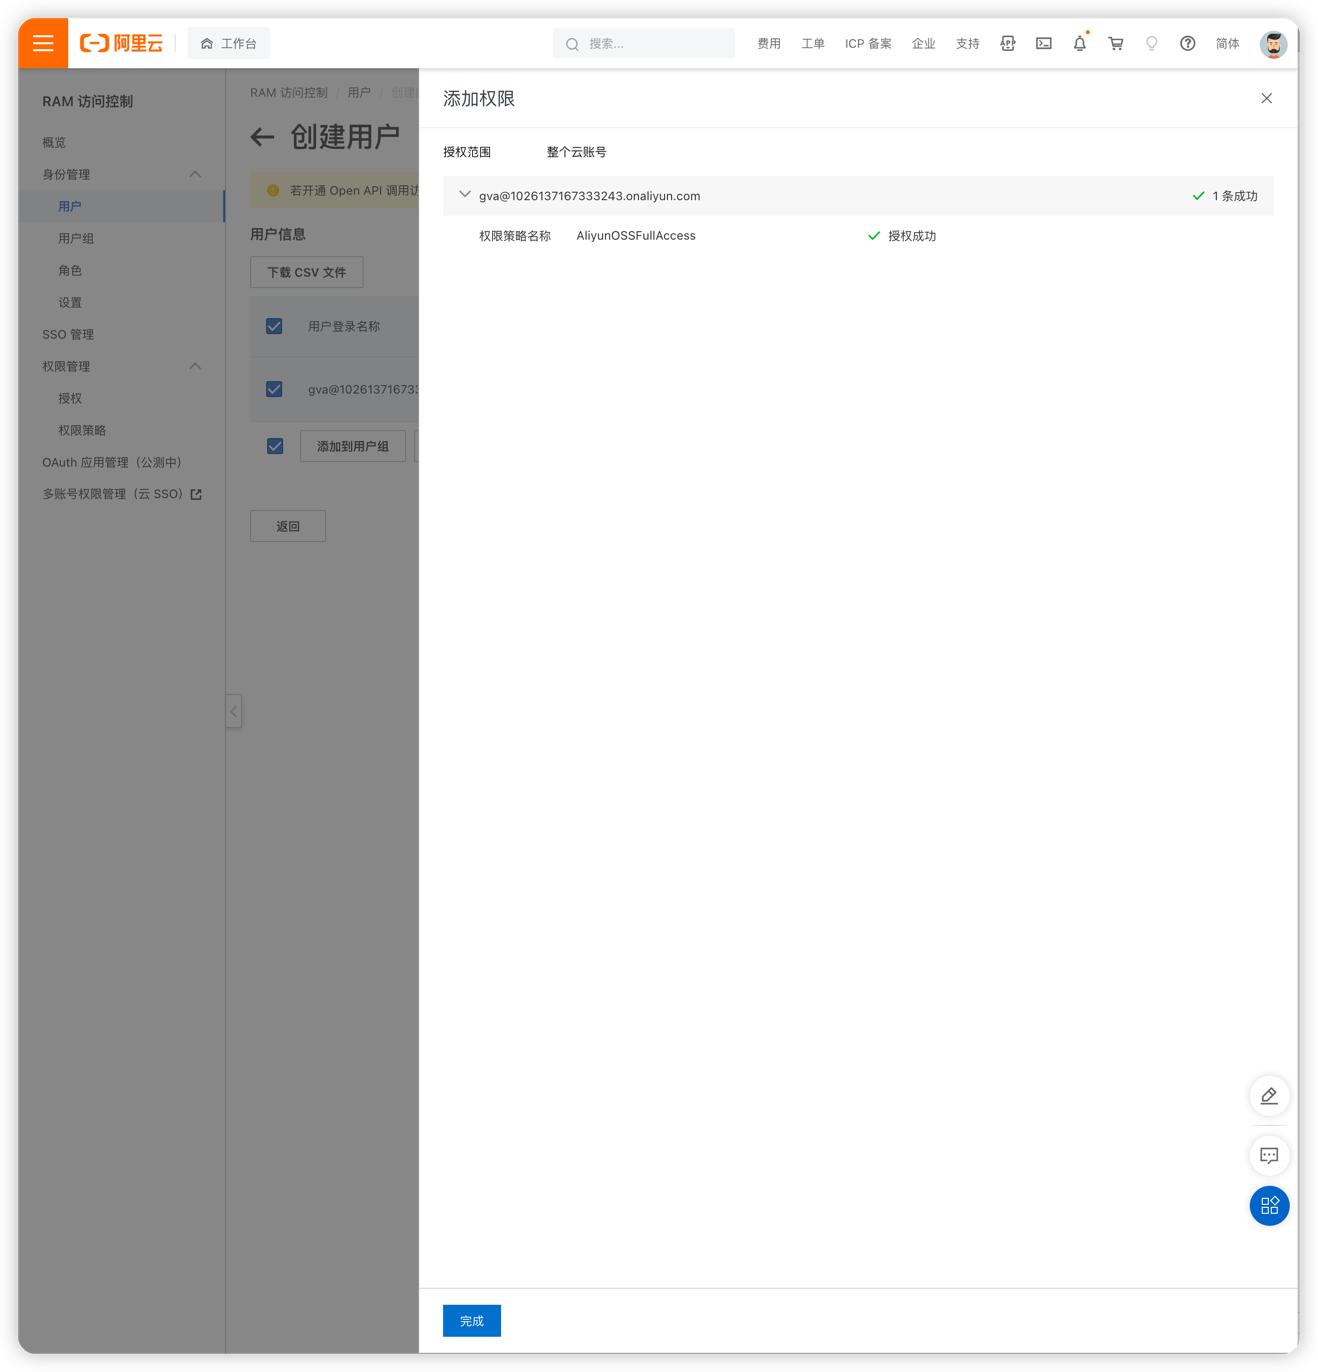 阿里云
工作台
搜索...
费用
工单
ICP 备案
企业
支持
简体
RAM 访问控制
概览
身份管理
用户
用户组
角色
设置
SSO 管理
权限管理
授权
权限策略
OAuth 应用管理（公测中）
多账号权限管理（云 SSO）
RAM 访问控制 / 用户 / 创建
创建用户
若开通 Open API 调用访
用户信息
下载 CSV 文件
用户登录名称
gva@10261371673
添加到用户组
返回
添加权限
授权范围 整个云账号
gva@1026137167333243.onaliyun.com
1 条成功
权限策略名称 AliyunOSSFullAccess
授权成功
完成